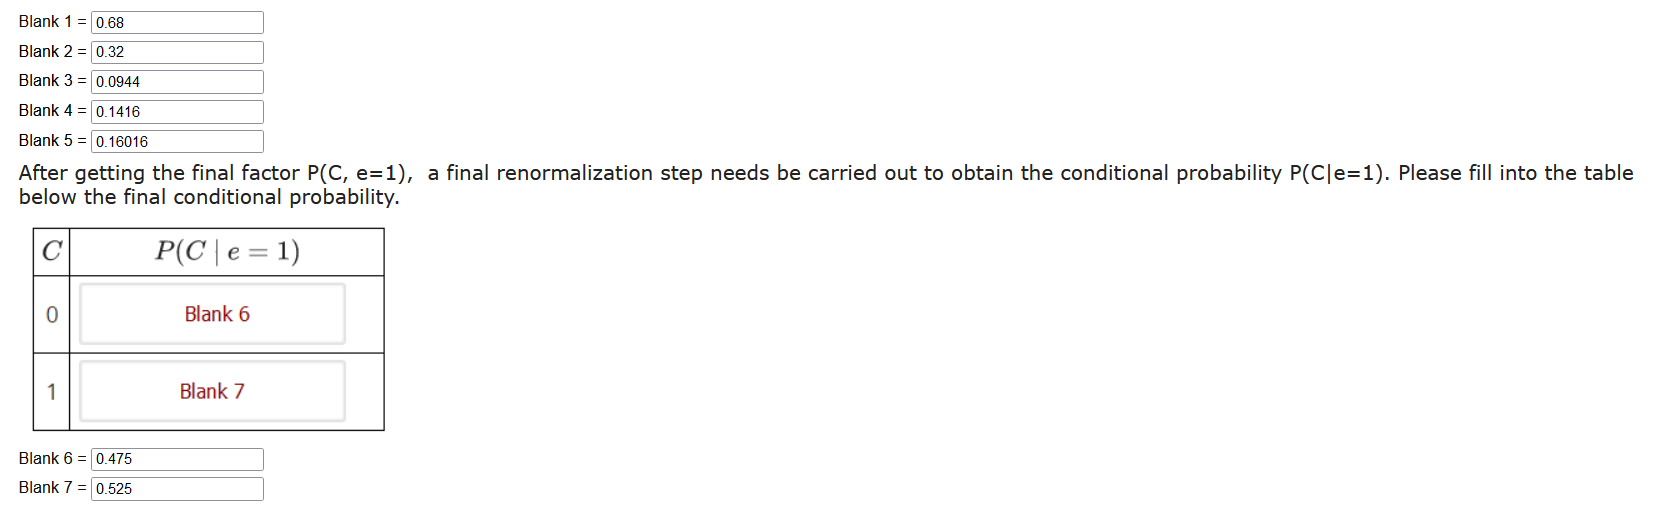 Blank 1 = 0.68
Blank 2 = 0.32
Blank 3 = 0.0944
Blank 4 = 0.1416
Blank 5 = 0.16016
After getting the final factor P(C, e=1),  a final renormalization step needs be carried out to obtain the conditional probability P(C|e=1). Please fill into the table
below the final conditional probability.
C P(C | e = 1)
0 Blank 6
1 Blank 7
Blank 6 = 0.475
Blank 7 = 0.525